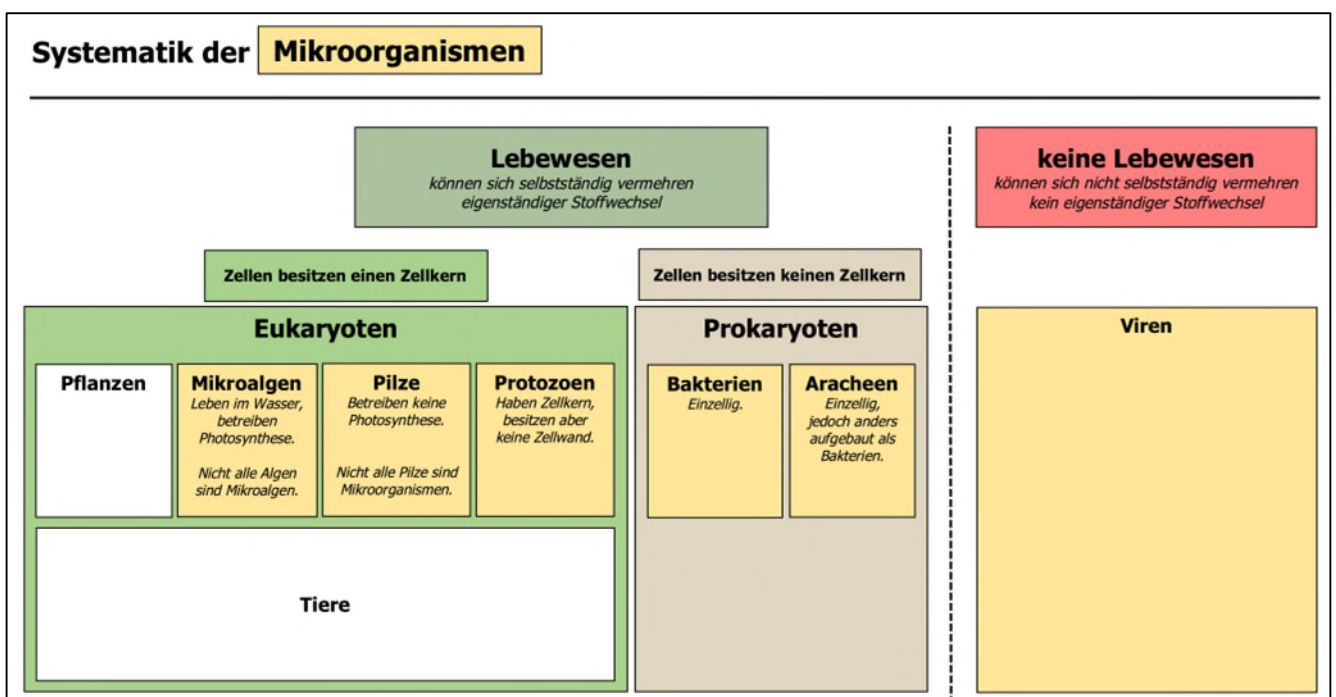 Systematik der Mikroorganismen
Lebewesen
können sich selbstständig vermehren
eigenständiger Stoffwechsel
keine Lebewesen
können sich nicht selbstständig vermehren
kein eigenständiger Stoffwechsel
Zellen besitzen einen Zellkern
Zellen besitzen keinen Zellkern
Eukaryoten
Pflanzen
Mikroalgen
Leben im Wasser,
betreiben
Photosynthese.
Nicht alle Algen
sind Mikroalgen.
Pilze
Betreiben keine
Photosynthese.
Nicht alle Pilze sind
Mikroorganismen.
Protozoen
Haben Zellkern,
besitzen aber
keine Zellwand.
Tiere
Prokaryoten
Bakterien
Einzellig.
Aracheen
Einzellig,
jedoch anders
aufgebaut als
Bakterien.
Viren